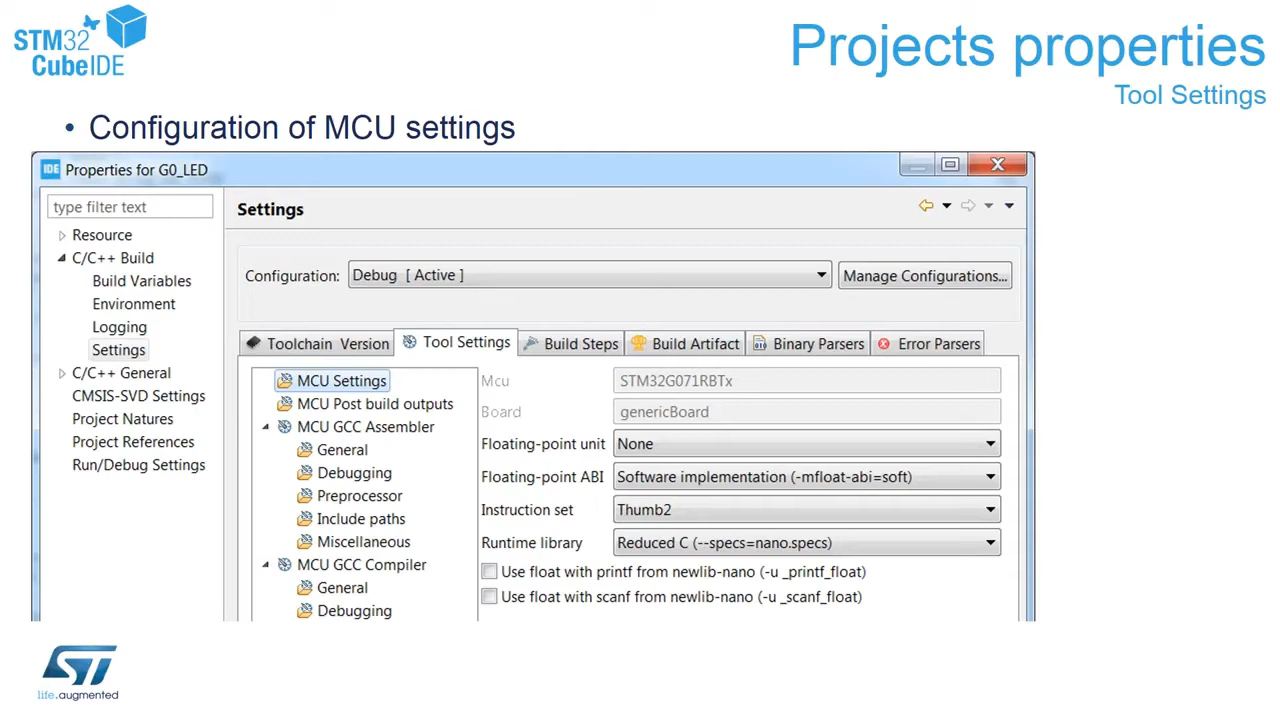 STM32
CubeIDE
Projects properties
Tool Settings
• Configuration of MCU settings
IDE Properties for G0_LED
type filter text
Resource
C/C++ Build
Build Variables
Environment
Logging
Settings
C/C++ General
CMSIS-SVD Settings
Project Natures
Project References
Run/Debug Settings
Settings
Configuration: Debug [ Active ] Manage Configurations...
Toolchain Version Tool Settings Build Steps Build Artifact Binary Parsers Error Parsers
MCU Settings
MCU Post build outputs
MCU GCC Assembler
General
Debugging
Preprocessor
Include paths
Miscellaneous
MCU GCC Compiler
General
Debugging
Mcu STM32G071RBTx
Board genericBoard
Floating-point unit None
Floating-point ABI Software implementation (-mfloat-abi=soft)
Instruction set Thumb2
Runtime library Reduced C (--specs=nano.specs)
Use float with printf from newlib-nano (-u _printf_float)
Use float with scanf from newlib-nano (-u _scanf_float)
ST
life.augmented